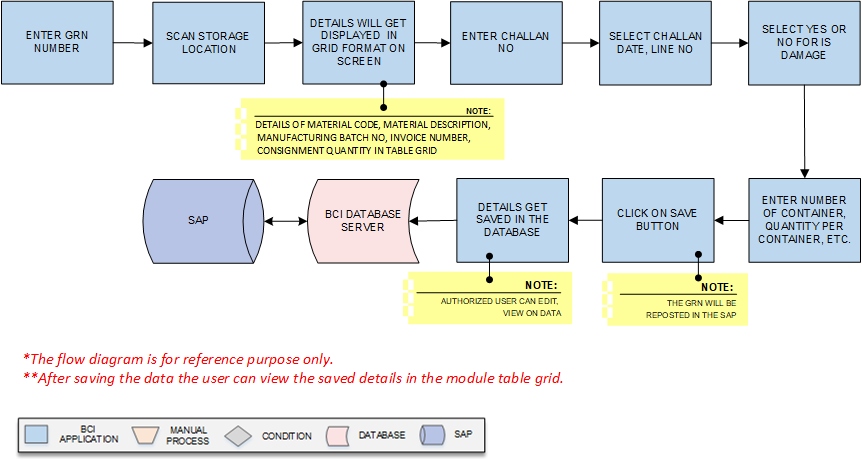 ENTER GRN
NUMBER
SCAN STORAGE
LOCATION
DETAILS WILL GET
DISPLAYED IN
GRID FORMAT ON
SCREEN
ENTER CHALLAN
NO
SELECT CHALLAN
DATE, LINE NO
SELECT YES OR
NO FOR IS
DAMAGE
NOTE:
DETAILS OF MATERIAL CODE, MATERIAL DESCRIPTION,
MANUFACTURING BATCH NO, INVOICE NUMBER,
CONSIGNMENT QUANTITY IN TABLE GRID
SAP
BCI DATABASE
SERVER
DETAILS GET
SAVED IN THE
DATABASE
CLICK ON SAVE
BUTTON
ENTER NUMBER
OF CONTAINER,
QUANTITY PER
CONTAINER, ETC.
NOTE:
AUTHORIZED USER CAN EDIT,
VIEW ON DATA
NOTE:
THE GRN WILL BE
REPOSTED IN THE SAP
*The flow diagram is for reference purpose only.
**After saving the data the user can view the saved details in the module table grid.
BCI
APPLICATION
MANUAL
PROCESS
CONDITION
DATABASE
SAP